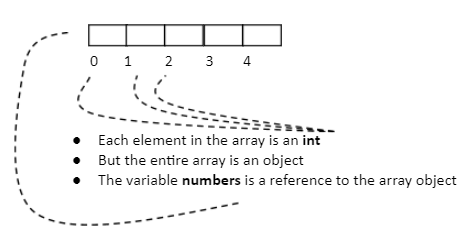 0 1 2 3 4
● Each element in the array is an int
● But the entire array is an object
● The variable numbers is a reference to the array object